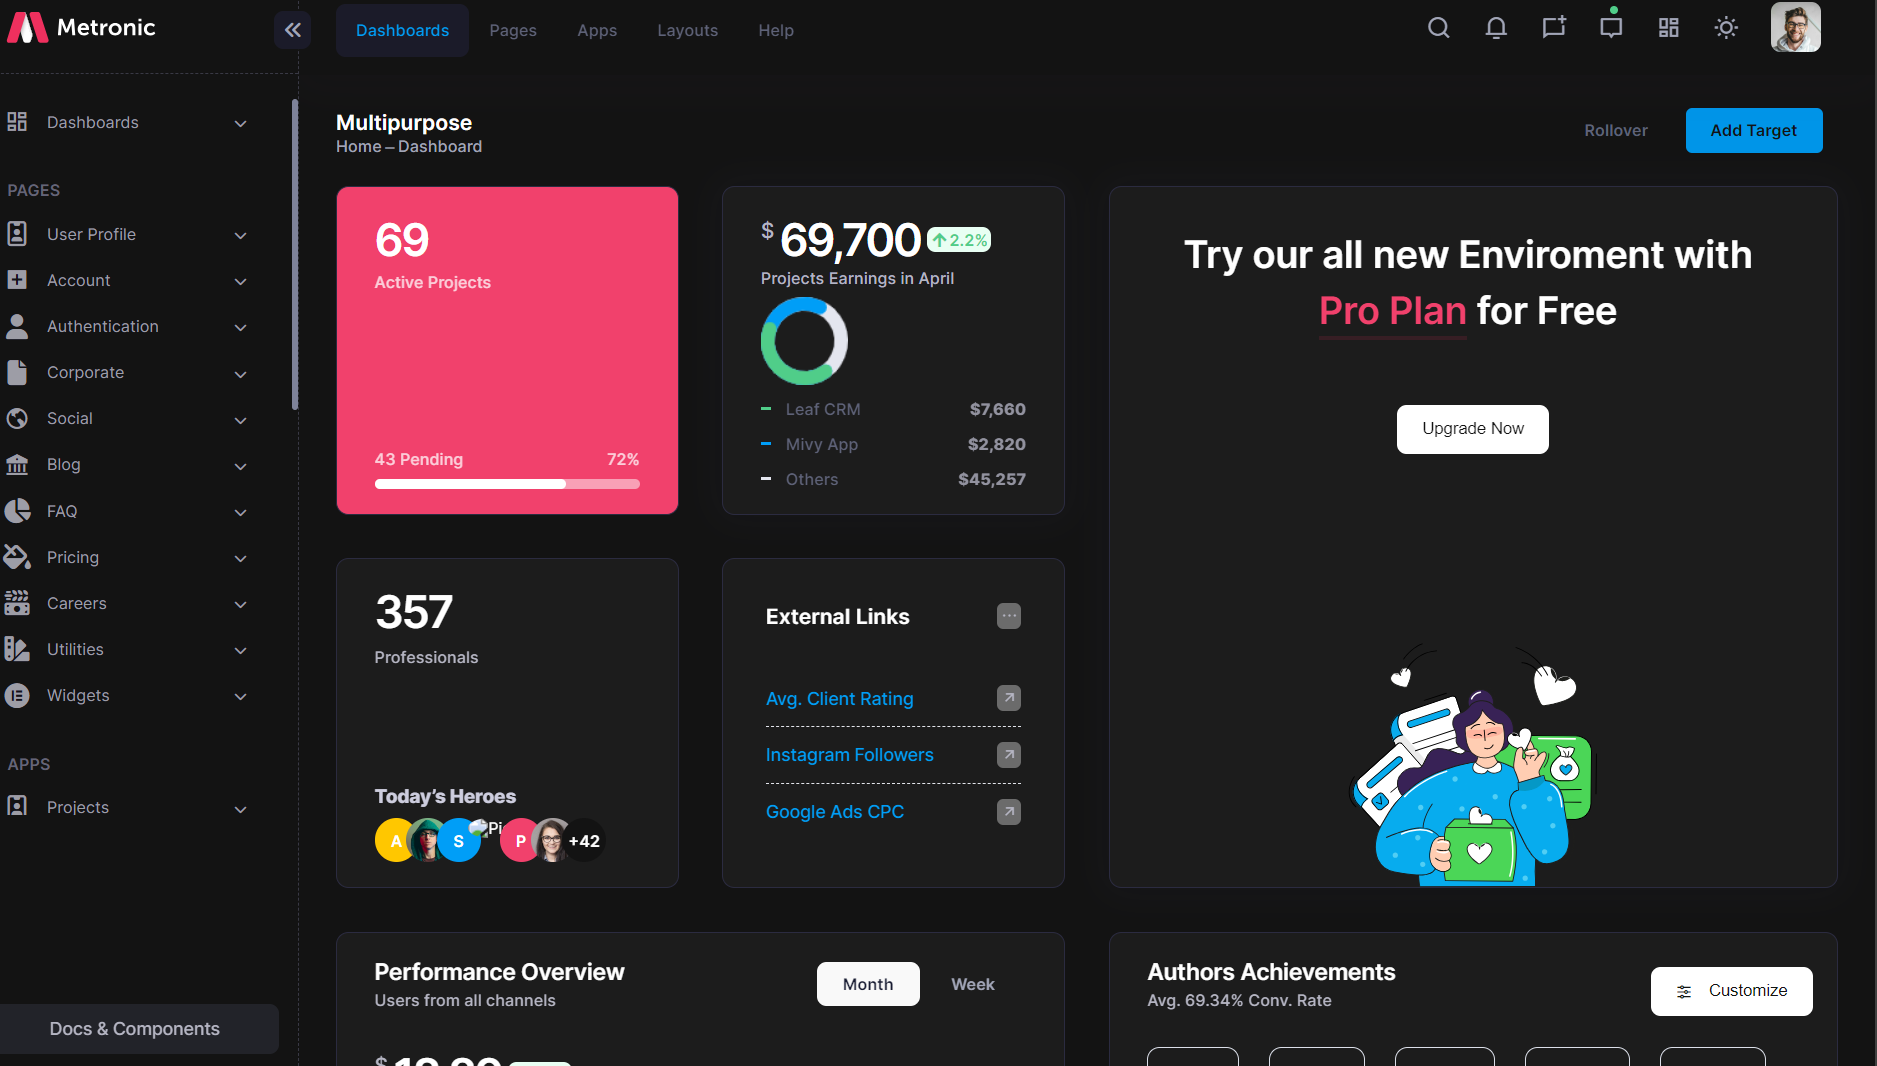 Metronic
Dashboards
Pages
Apps
Layouts
Help
Dashboards
PAGES
User Profile
Account
Authentication
Corporate
Social
Blog
FAQ
Pricing
Careers
Utilities
Widgets
APPS
Projects
Docs & Components
Multipurpose
Home – Dashboard
Rollover
Add Target
69
Active Projects
43 Pending
72%
$ 69,700 2.2%
Projects Earnings in April
Leaf CRM $7,660
Mivy App $2,820
Others $45,257
Try our all new Enviroment with
Pro Plan for Free
Upgrade Now
357
Professionals
Today’s Heroes
A
S
P
+42
External Links
Avg. Client Rating
Instagram Followers
Google Ads CPC
Performance Overview
Users from all channels
Month
Week
$
Authors Achievements
Avg. 69.34% Conv. Rate
Customize